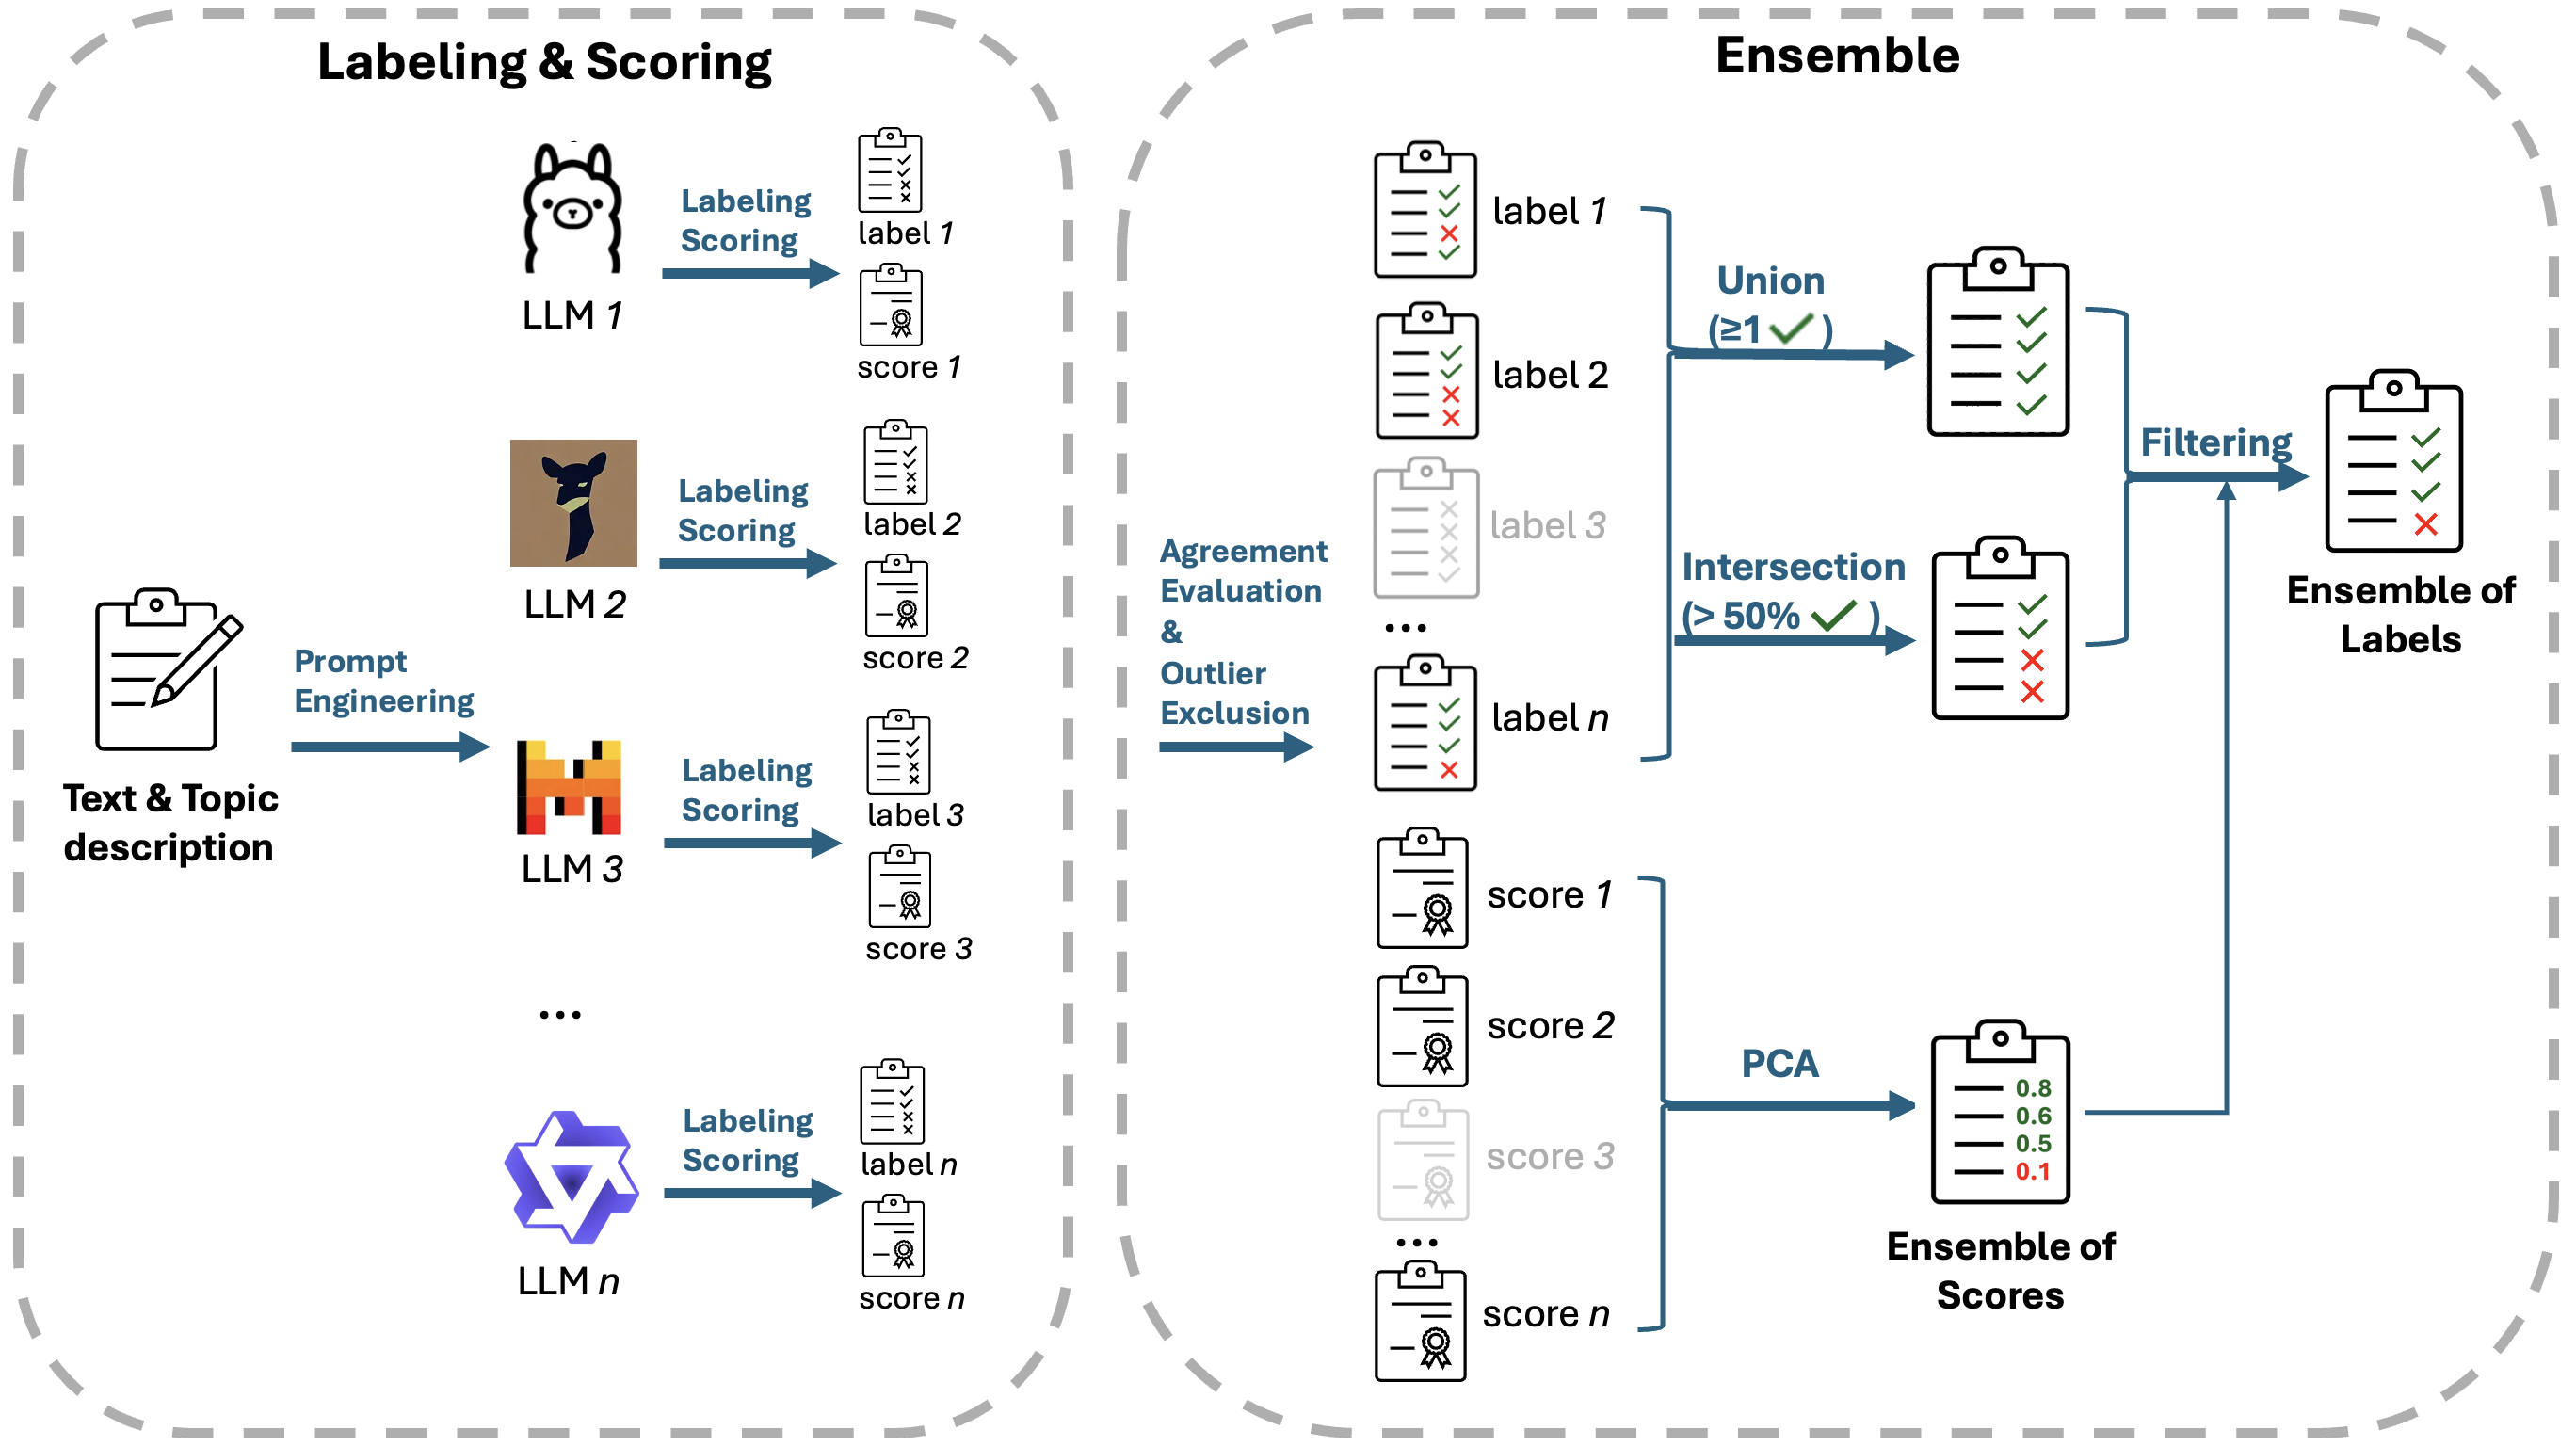 Labeling & Scoring
Text & Topic
description
Prompt
Engineering
LLM 1
Labeling
Scoring
label 1
score 1
LLM 2
Labeling
Scoring
label 2
score 2
LLM 3
Labeling
Scoring
label 3
score 3
...
LLM n
Labeling
Scoring
label n
score n
Ensemble
Agreement
Evaluation
&
Outlier
Exclusion
label 1
label 2
label 3
...
label n
Union
(≥1 ✓)
Intersection
(> 50% ✓)
Filtering
Ensemble of
Labels
score 1
score 2
score 3
...
score n
PCA
0.8
0.6
0.5
0.1
Ensemble of
Scores